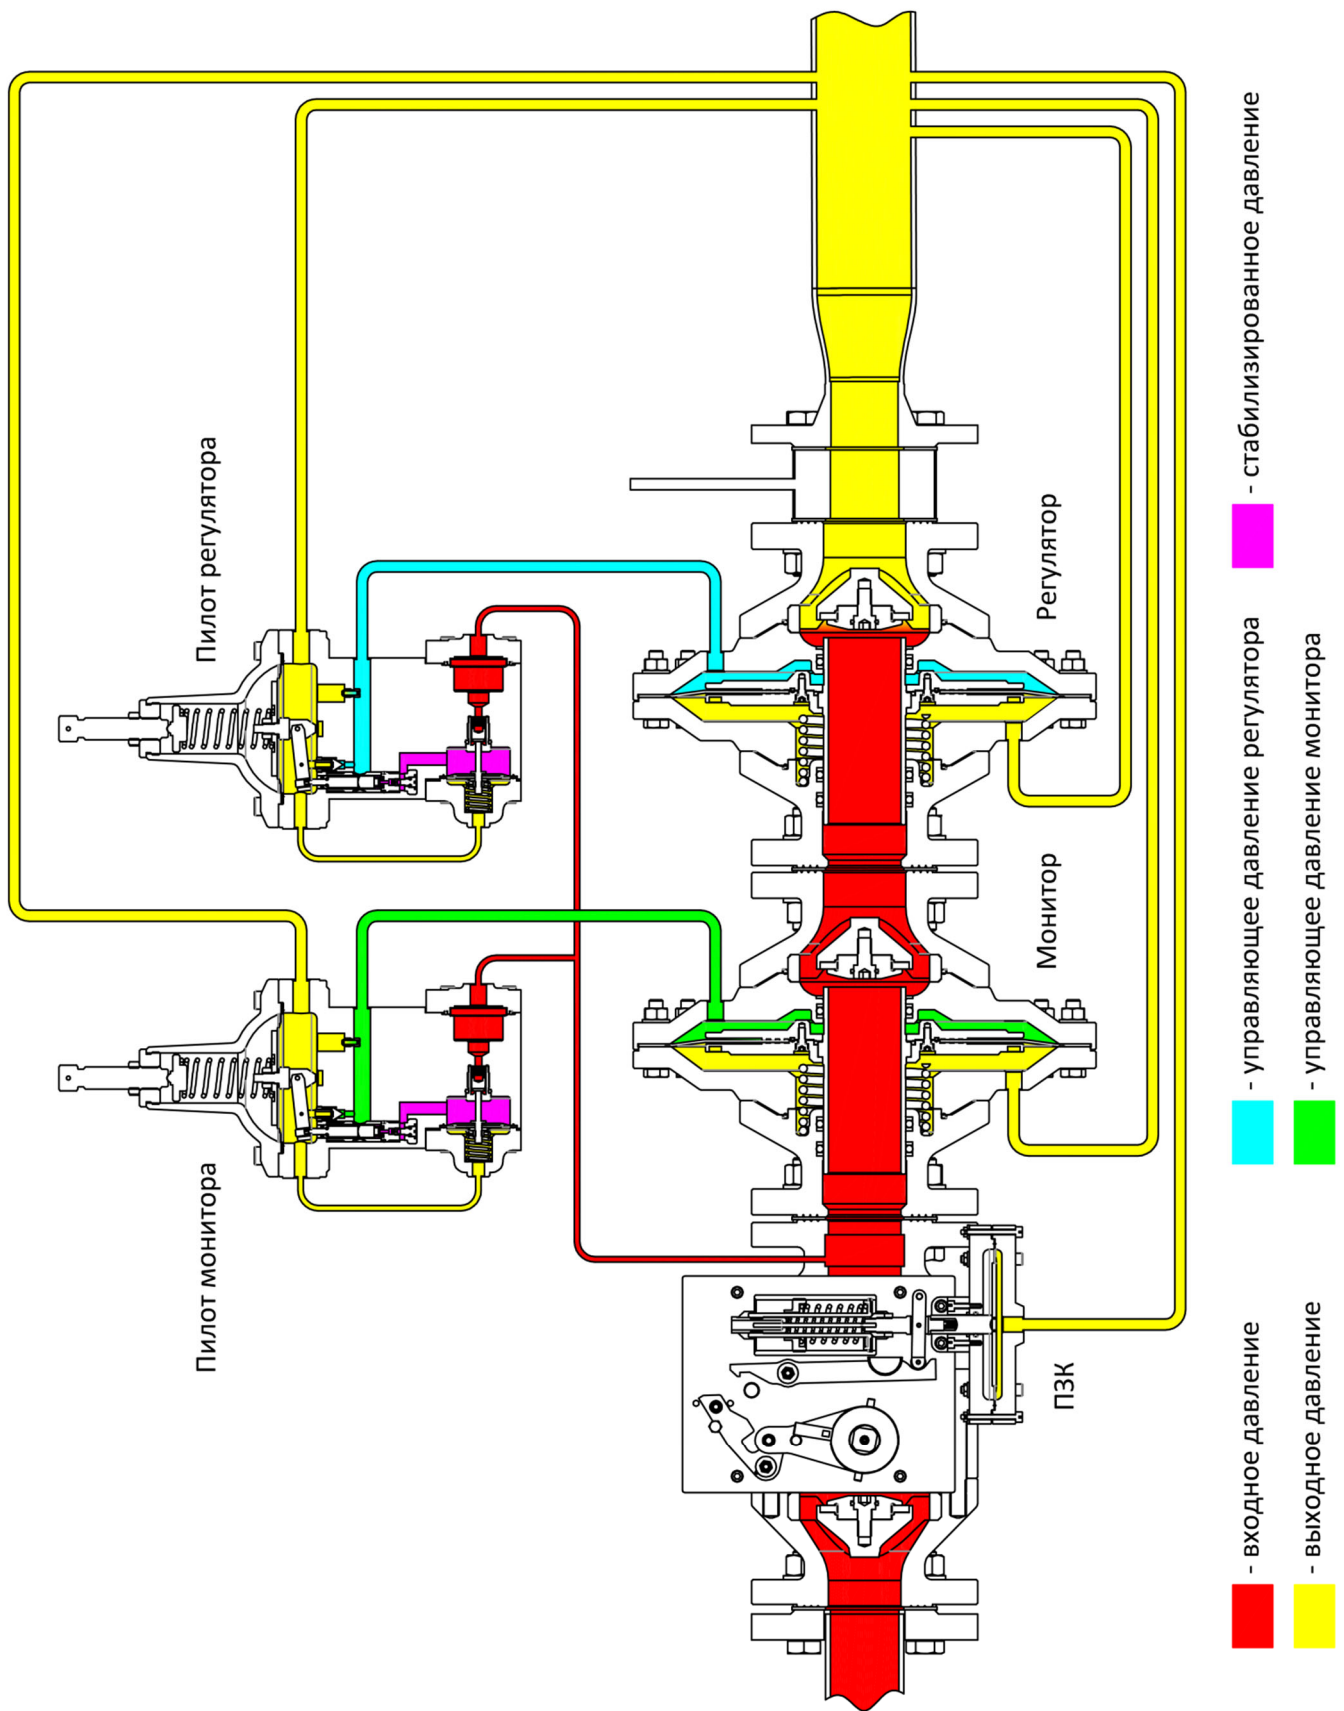 Пилот монитора
Пилот регулятора
ПЗК
Монитор
Регулятор
- входное давление
- выходное давление
- управляющее давление регулятора
- управляющее давление монитора
- стабилизированное давление